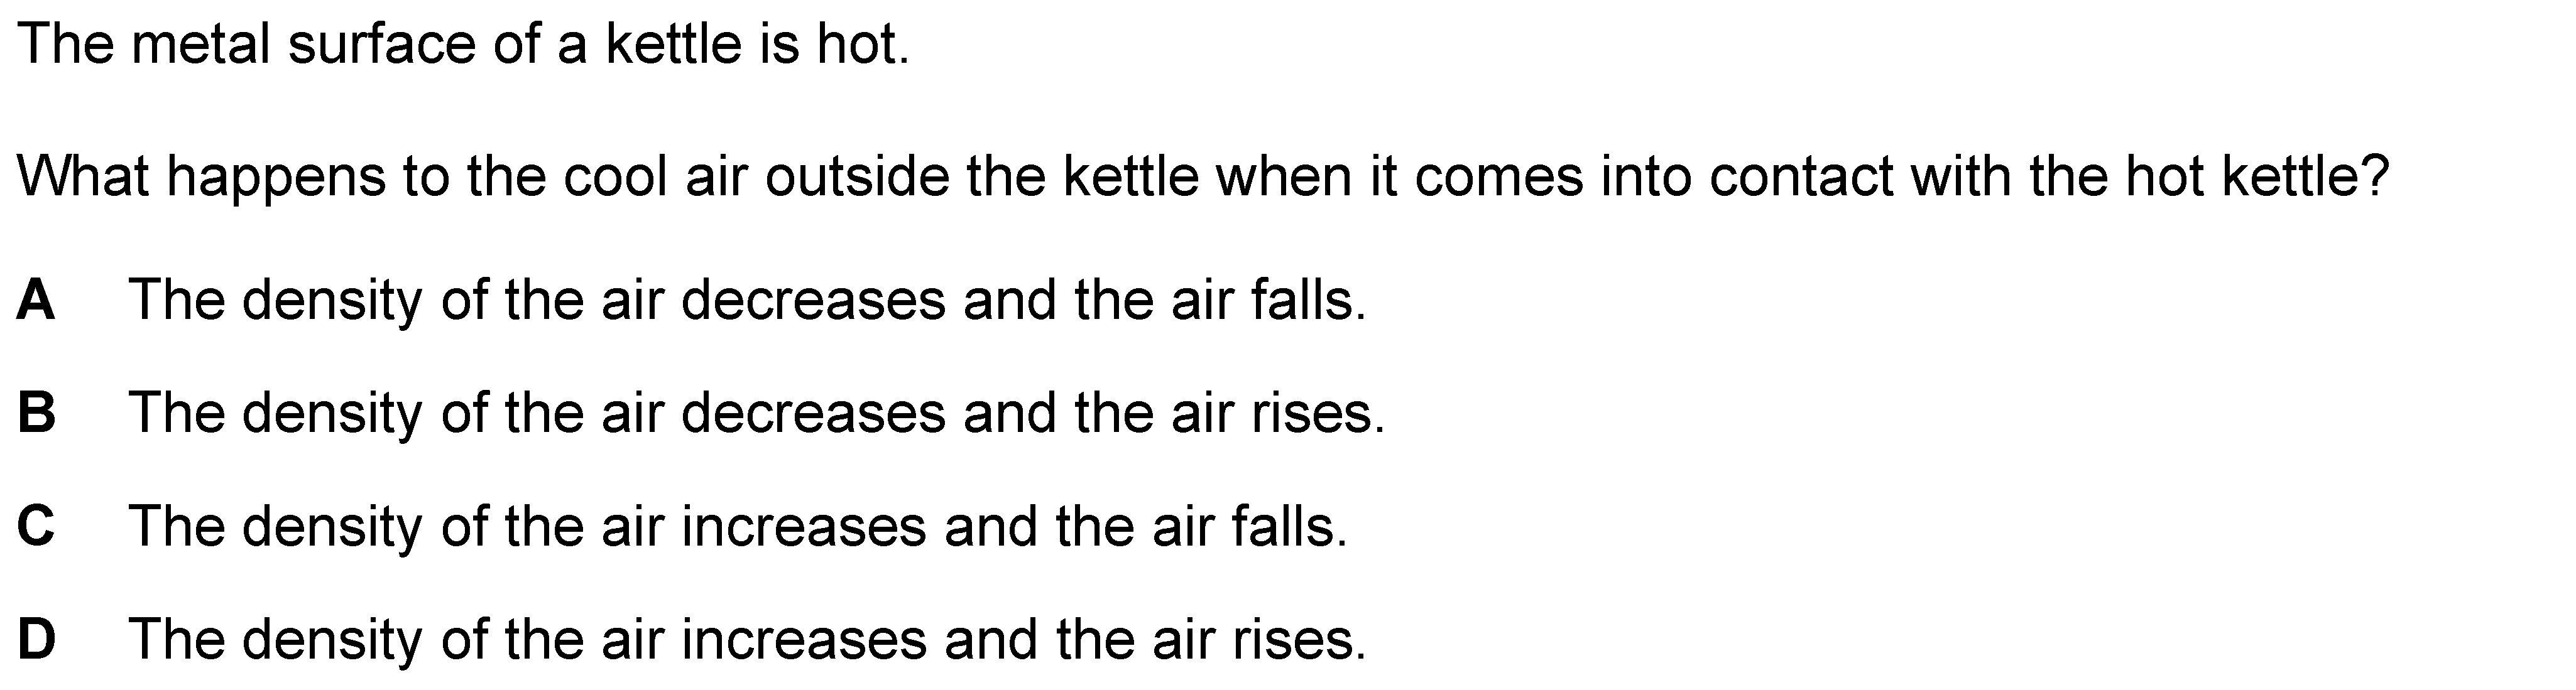 The metal surface of a kettle is hot.
What happens to the cool air outside the kettle when it comes into contact with the hot kettle?
A The density of the air decreases and the air falls.
B The density of the air decreases and the air rises.
C The density of the air increases and the air falls.
D The density of the air increases and the air rises.